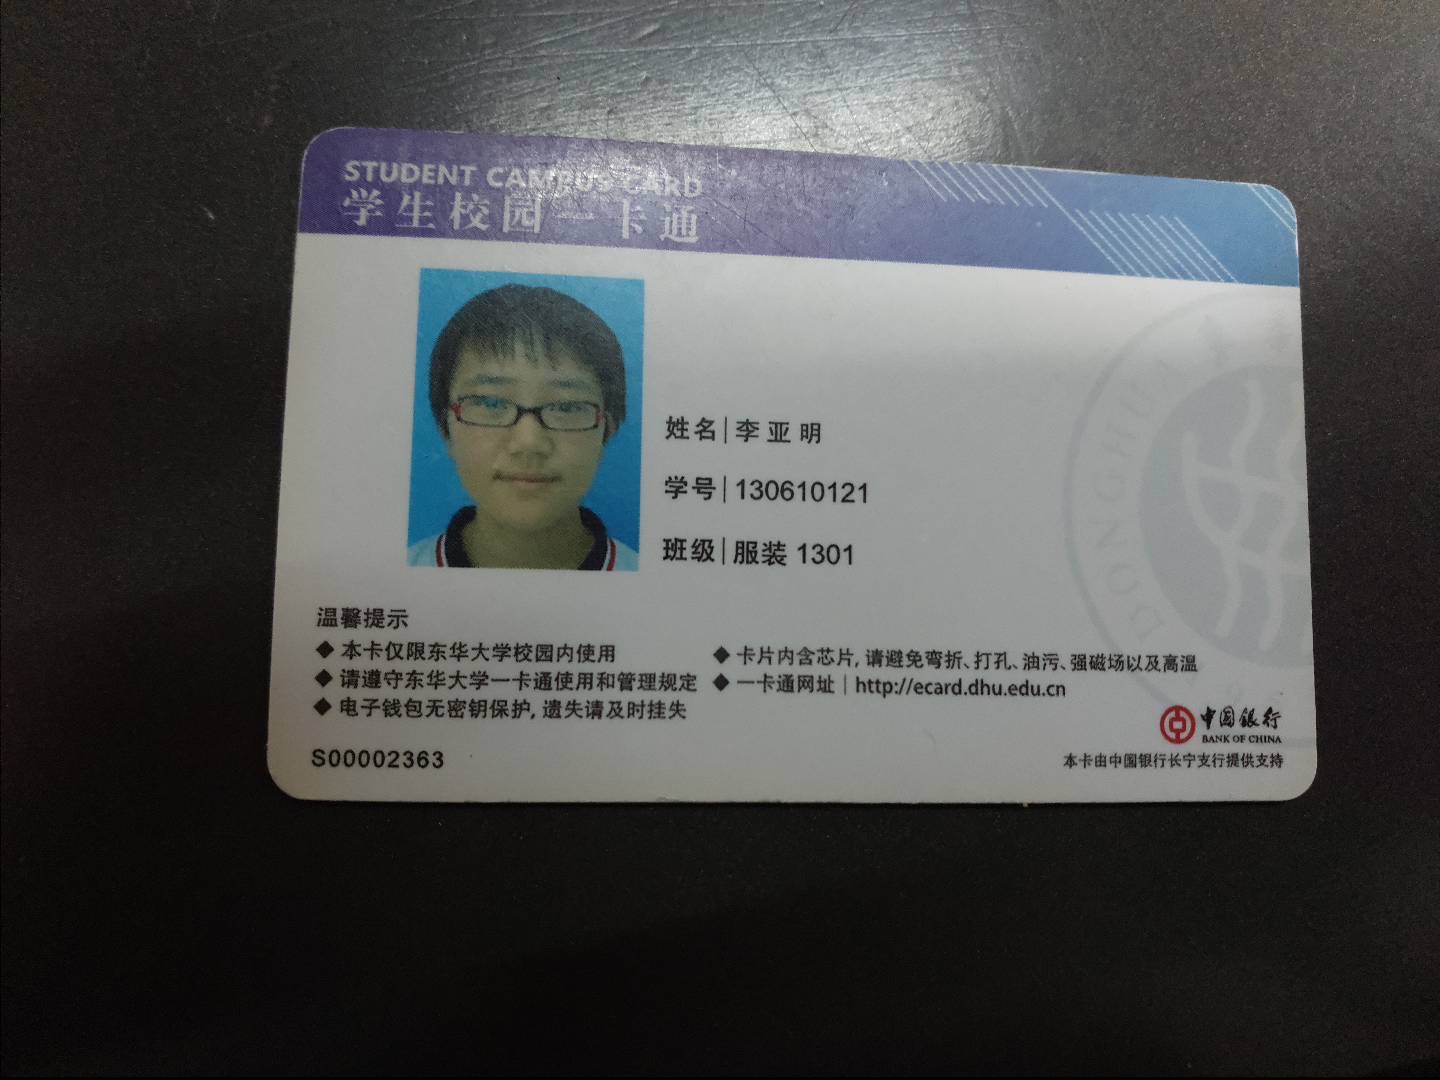 STUDENT CAMPUS CARD
学生校园一卡通
姓名|李亚明
学号|130610121
班级|服装 1301
温馨提示
◆ 本卡仅限东华大学校园内使用
◆ 请遵守东华大学一卡通使用和管理规定
◆ 电子钱包无密钥保护, 遗失请及时挂失
◆ 卡片内含芯片, 请避免弯折、打孔、油污、强磁场以及高温
◆ 一卡通网址|http://ecard.dhu.edu.cn
S00002363
中国银行
BANK OF CHINA
本卡由中国银行长宁支行提供支持